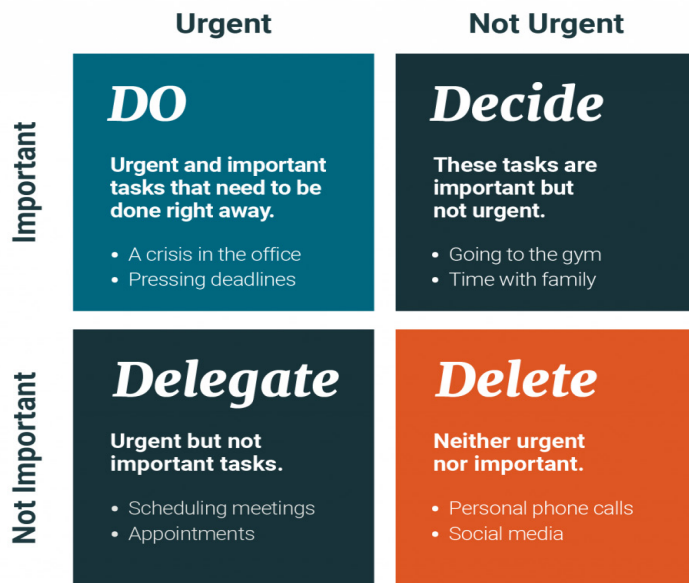 Urgent
Not Urgent
Important
DO
Urgent and important
tasks that need to be
done right away.
• A crisis in the office
• Pressing deadlines
Decide
These tasks are
important but
not urgent.
• Going to the gym
• Time with family
Not Important
Delegate
Urgent but not
important tasks.
• Scheduling meetings
• Appointments
Delete
Neither urgent
nor important.
• Personal phone calls
• Social media